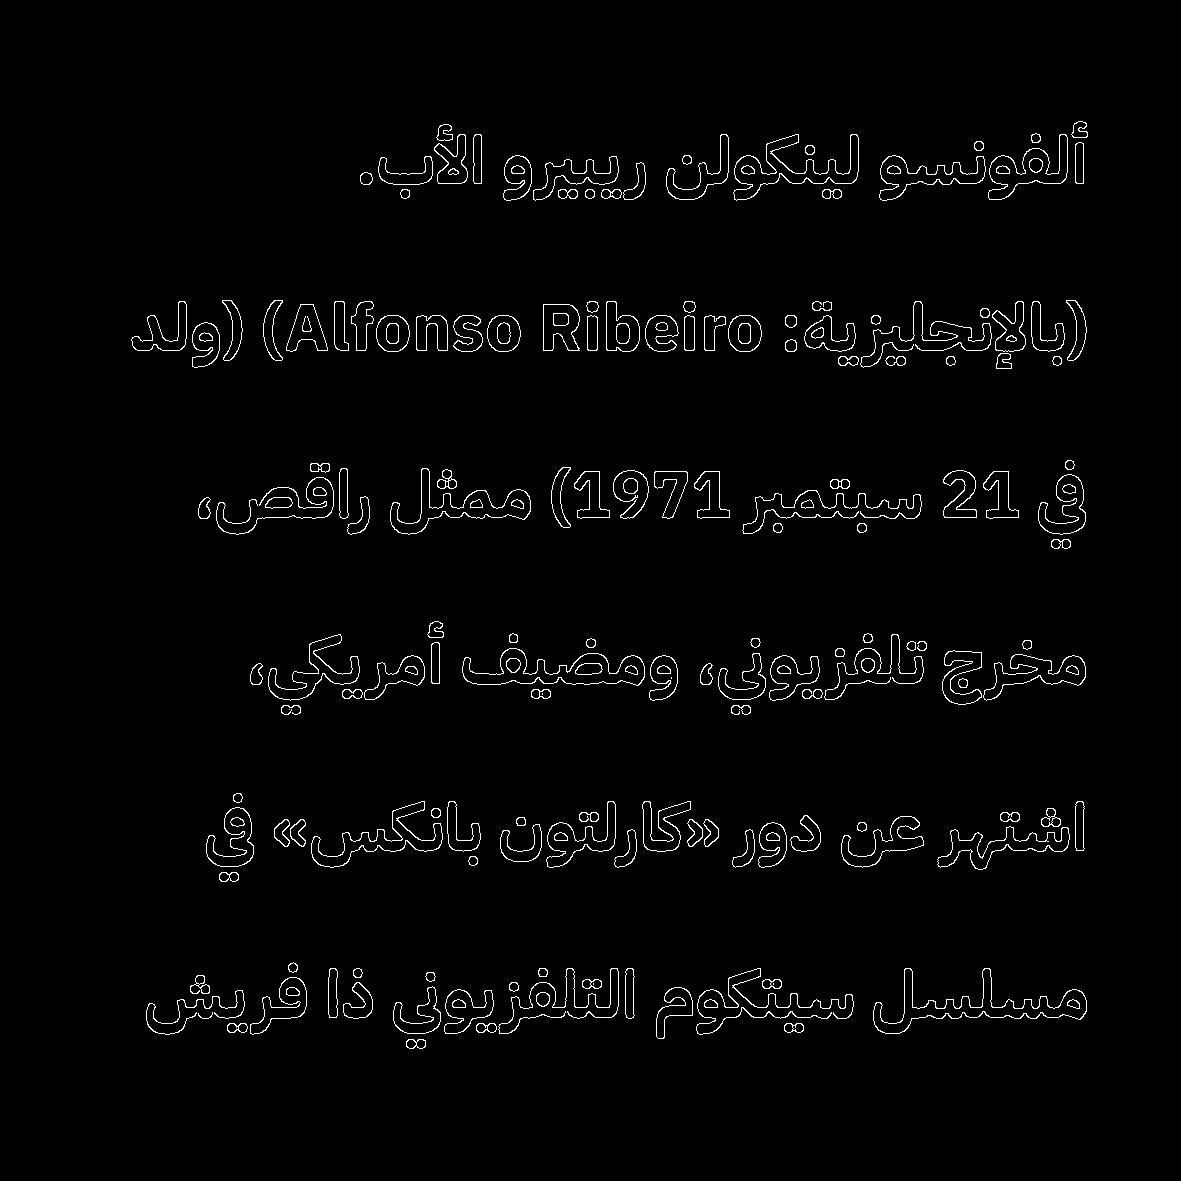 ألفونسو لينكولن ريبيرو الأب.
(بالإنجليزية: Alfonso Ribeiro) (ولد
في 21 سبتمبر 1971) ممثل راقص،
مخرج تلفزيوني، ومضيف أمريكي،
اشتهر عن دور «كارلتون بانكس» في
مسلسل سيتكوم التلفزيوني ذا فريش